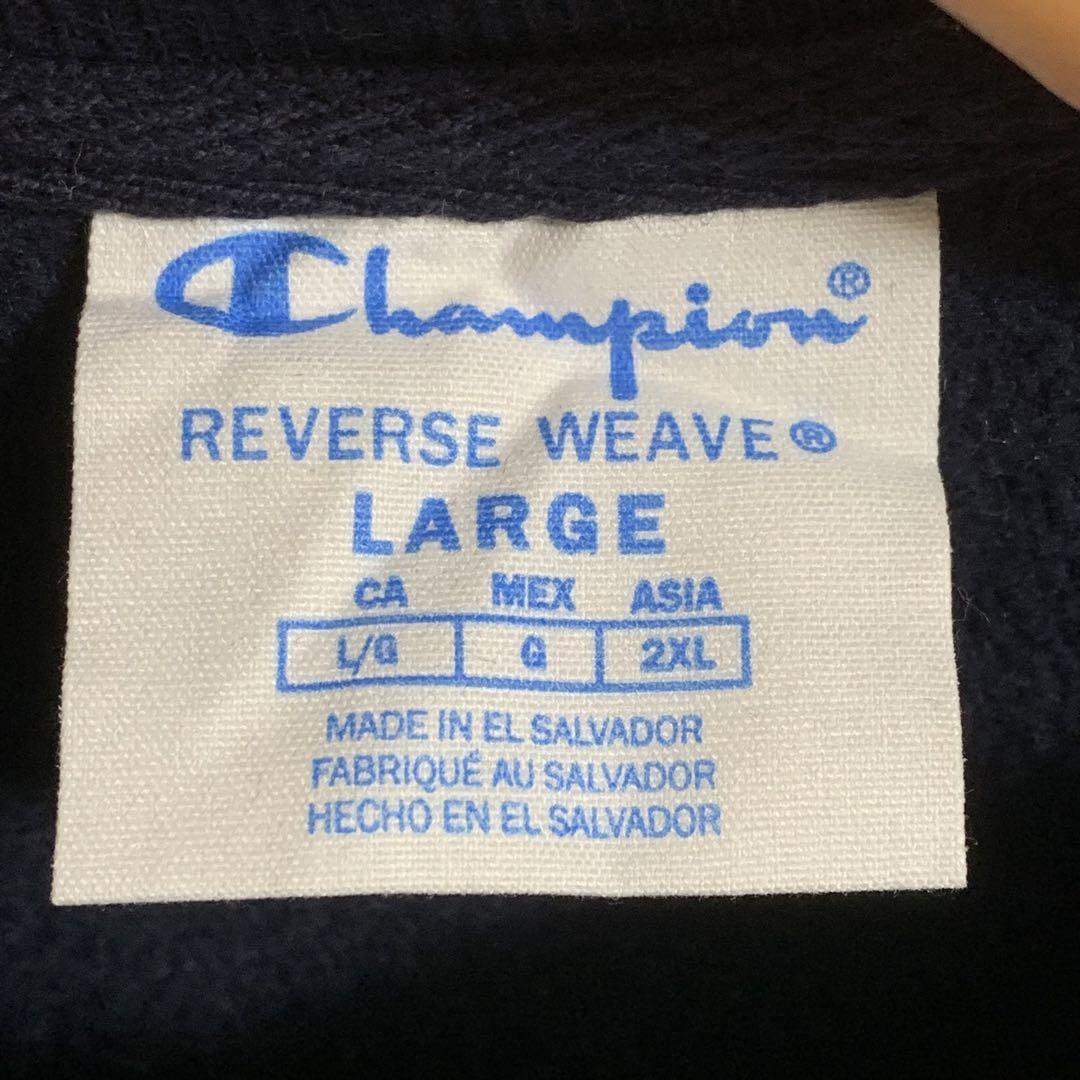 Champion®
REVERSE WEAVE®
LARGE
CA MEX ASIA
L/G G 2XL
MADE IN EL SALVADOR
FABRIQUÉ AU SALVADOR
HECHO EN EL SALVADOR